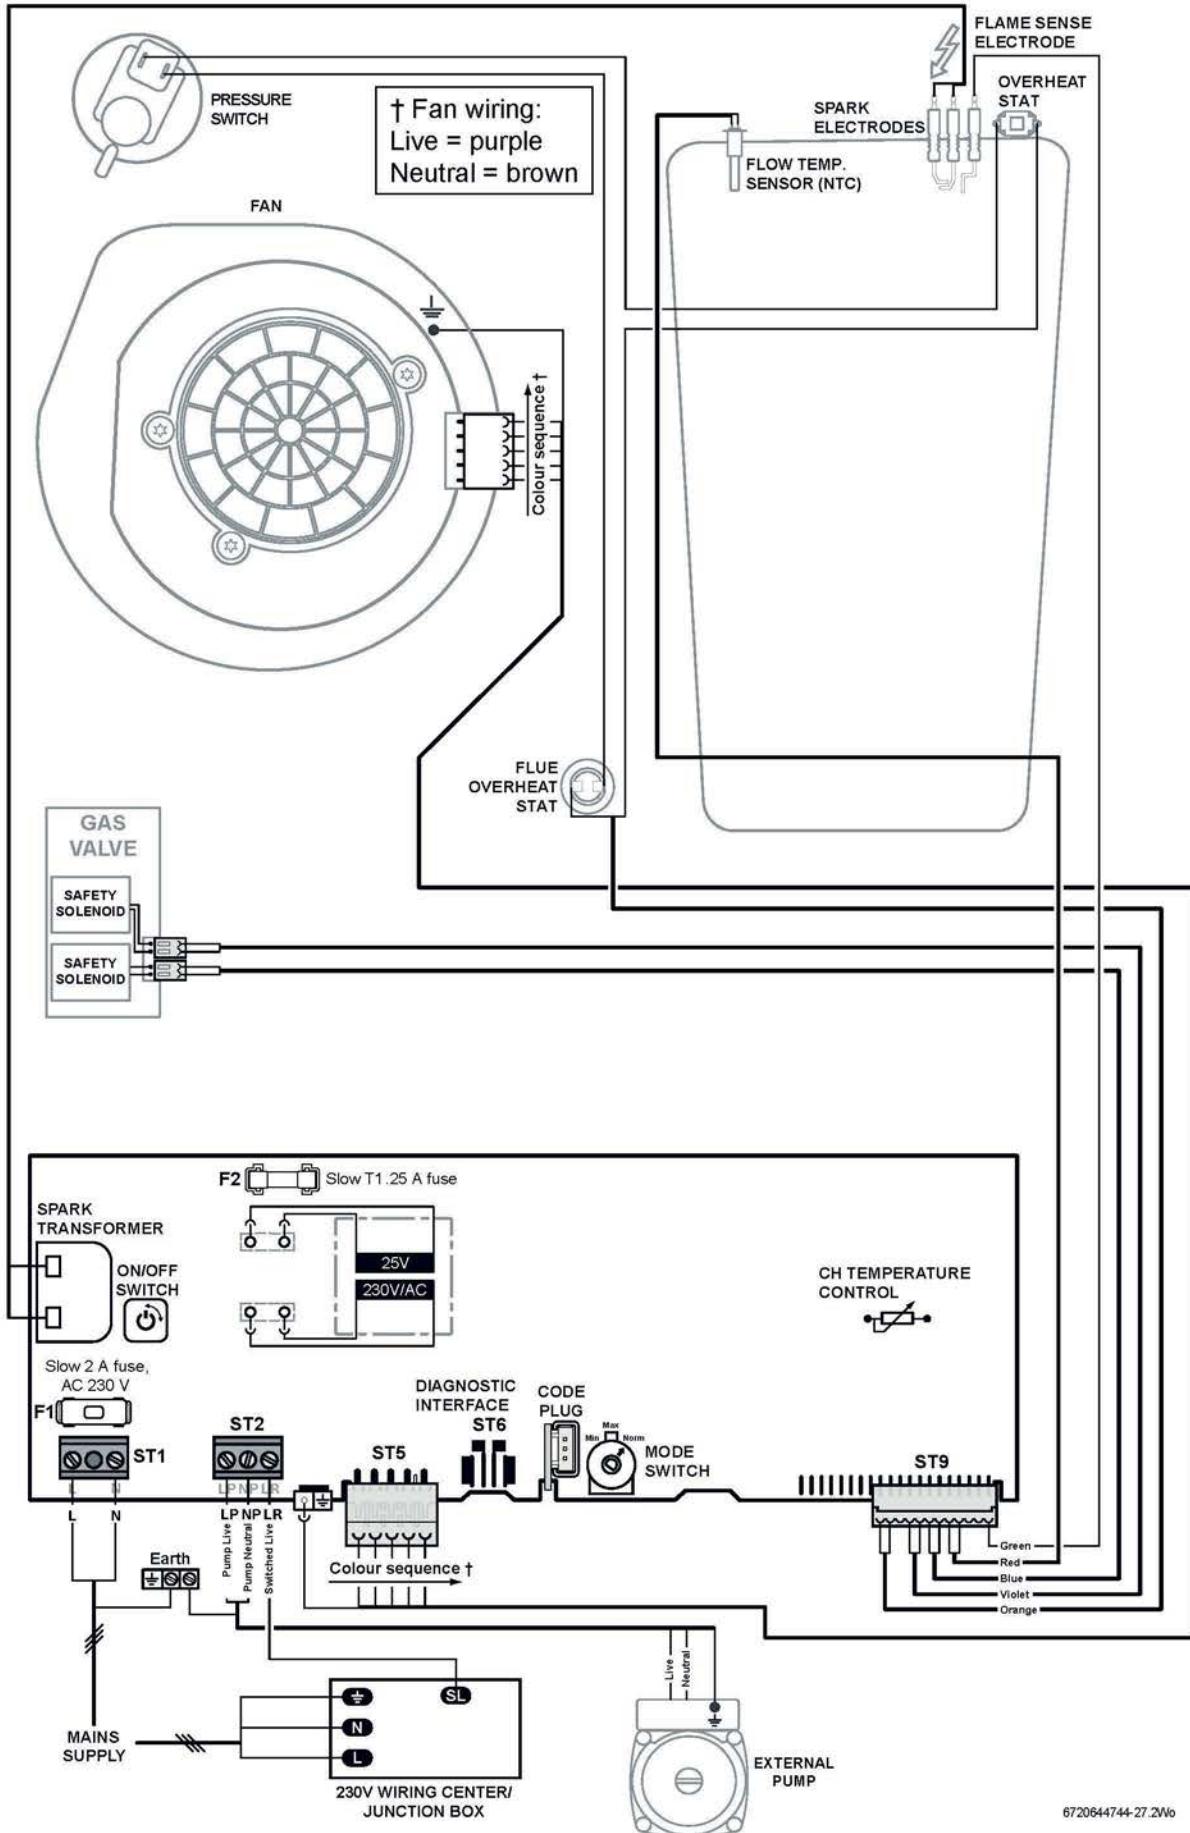 FLAME SENSE
ELECTRODE
PRESSURE
SWITCH
† Fan wiring:
Live = purple
Neutral = brown
SPARK
ELECTRODES
OVERHEAT
STAT
FLOW TEMP.
SENSOR (NTC)
FAN
Colour sequence †
FLUE
OVERHEAT
STAT
GAS
VALVE
SAFETY
SOLENOID
SAFETY
SOLENOID
F2
Slow T1.25 A fuse
SPARK
TRANSFORMER
ON/OFF
SWITCH
25V
230V/AC
CH TEMPERATURE
CONTROL
Slow 2 A fuse,
AC 230 V
F1
ST1
ST2
DIAGNOSTIC
INTERFACE
ST6
CODE
PLUG
Min
Max
Norm
MODE
SWITCH
ST5
ST9
L N
LP NP LR
L N
LP NP LR
Pump Live
Pump Neutral
Switched Live
Earth
Colour sequence †
Green
Red
Blue
Violet
Orange
Live
Neutral
SL
N
L
MAINS
SUPPLY
230V WIRING CENTER/
JUNCTION BOX
EXTERNAL
PUMP
6720644744-27.2Wo